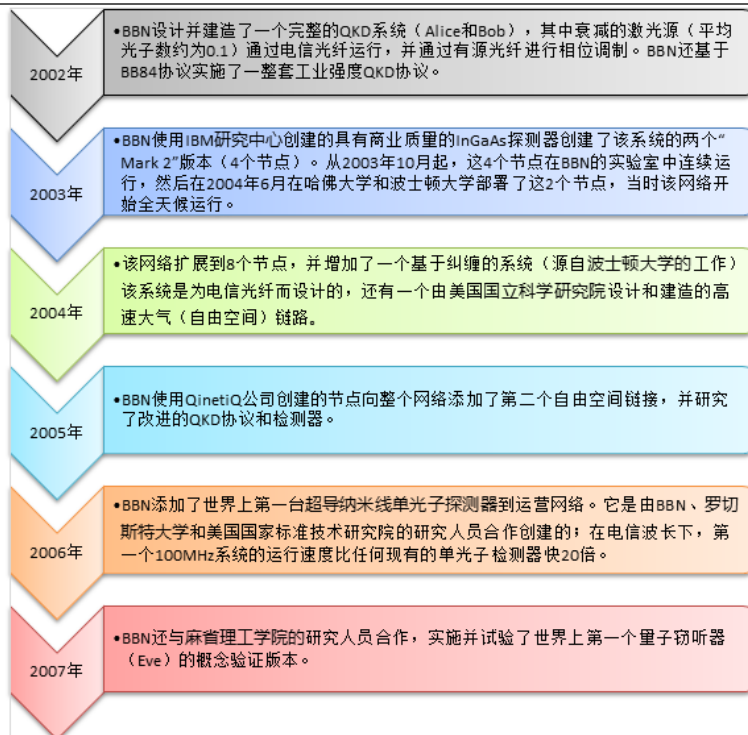 2002年
•BBN设计并建造了一个完整的QKD系统（Alice和Bob），其中衰减的激光源（平均
光子数约为0.1）通过电信光纤运行，并通过有源光纤进行相位调制。BBN还基于
BB84协议实施了一整套工业强度QKD协议。
2003年
•BBN使用IBM研究中心创建的具有商业质量的InGaAs探测器创建了该系统的两个“
Mark 2”版本（4个节点）。从2003年10月起，这4个节点在BBN的实验室中连续运
行，然后在2004年6月在哈佛大学和波士顿大学部署了这2个节点，当时该网络开
始全天候运行。
2004年
•该网络扩展到8个节点，并增加了一个基于纠缠的系统（源自波士顿大学的工作）
该系统是为电信光纤而设计的，还有一个由美国国立科学研究院设计和建造的高
速大气（自由空间）链路。
2005年
•BBN使用QinetiQ公司创建的节点向整个网络添加了第二个自由空间链接，并研究
了改进的QKD协议和检测器。
2006年
•BBN添加了世界上第一台超导纳米线单光子探测器到运营网络。它是由BBN、罗切
斯特大学和美国国家标准技术研究院的研究人员合作创建的；在电信波长下，第
一个100MHz系统的运行速度比任何现有的单光子检测器快20倍。
2007年
•BBN还与麻省理工学院的研究人员合作，实施并试验了世界上第一个量子窃听器
（Eve）的概念验证版本。